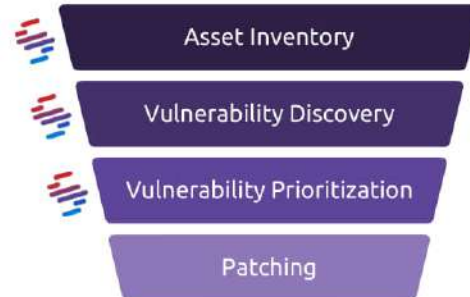 Asset Inventory
Vulnerability Discovery
Vulnerability Prioritization
Patching